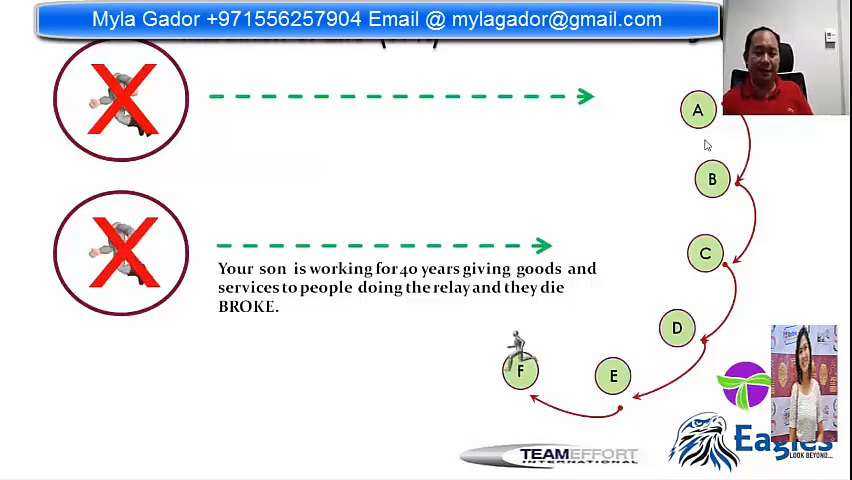 Myla Gador +971556257904 Email @ mylagador@gmail.com
A
B
C
Your son is working for 40 years giving goods and
services to people doing the relay and they die
BROKE.
D
F
E
TEAMEFFORT
INTERNATIONAL
Eagles
LOOK BEYOND...